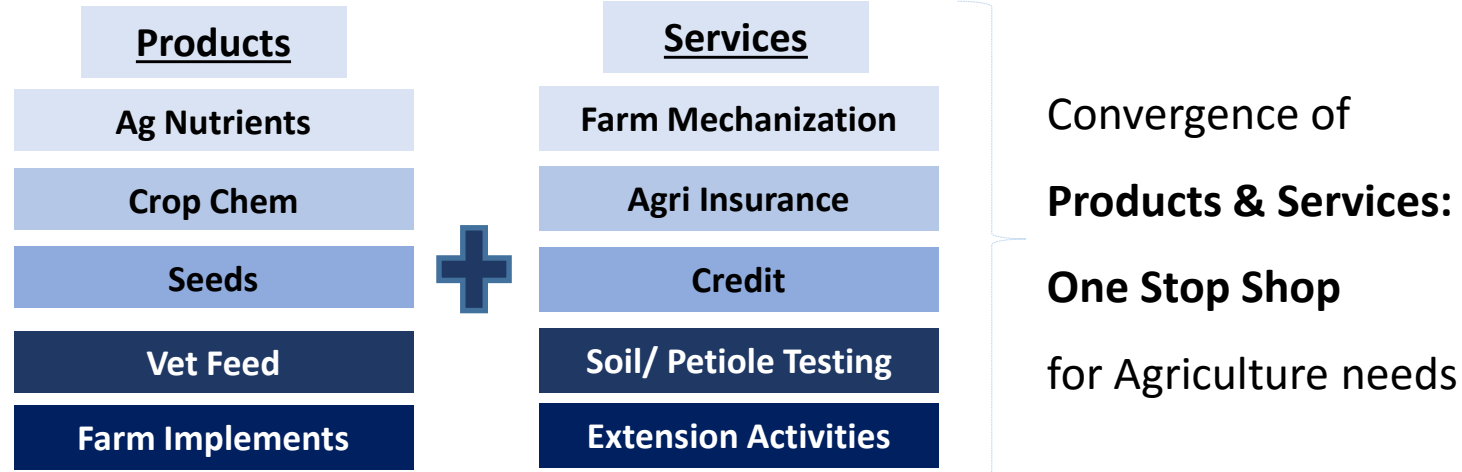 Products
Ag Nutrients
Crop Chem
Seeds
Vet Feed
Farm Implements
Services
Farm Mechanization
Agri Insurance
Credit
Soil/ Petiole Testing
Extension Activities
Convergence of
Products & Services:
One Stop Shop
for Agriculture needs